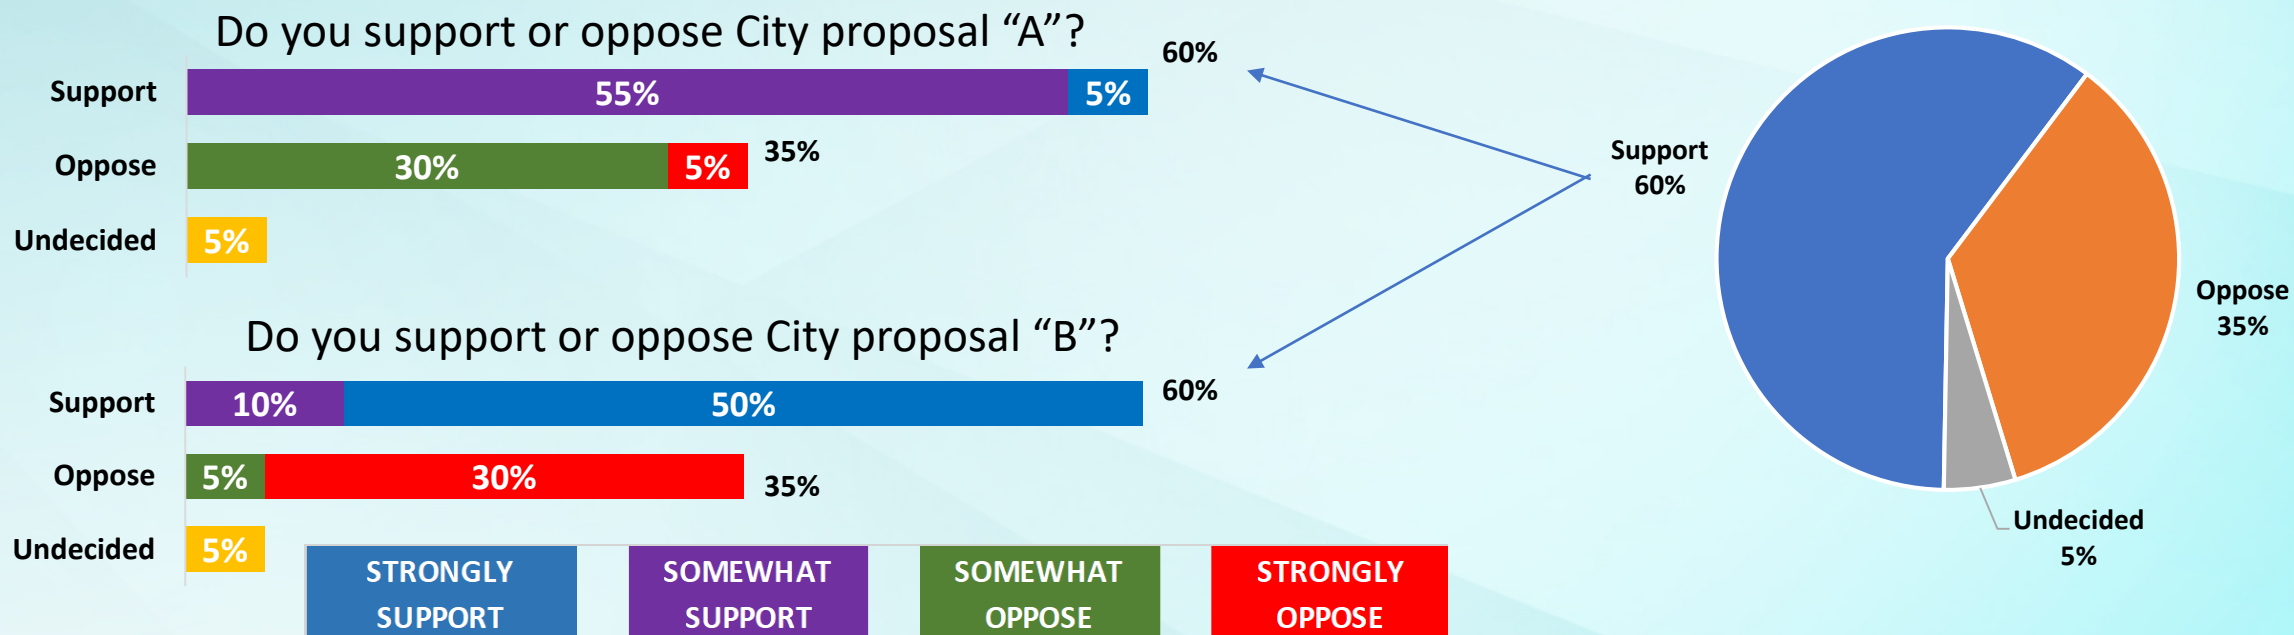 Do you support or oppose City proposal “A”?
60%
Support
55%
5%
Oppose
30%
5%
35%
Undecided
5%
Do you support or oppose City proposal “B”?
Support
10%
50%
60%
Oppose
5%
30%
35%
Undecided
5%
STRONGLY
SUPPORT
SOMEWHAT
SUPPORT
SOMEWHAT
OPPOSE
STRONGLY
OPPOSE
Support
60%
Oppose
35%
Undecided
5%